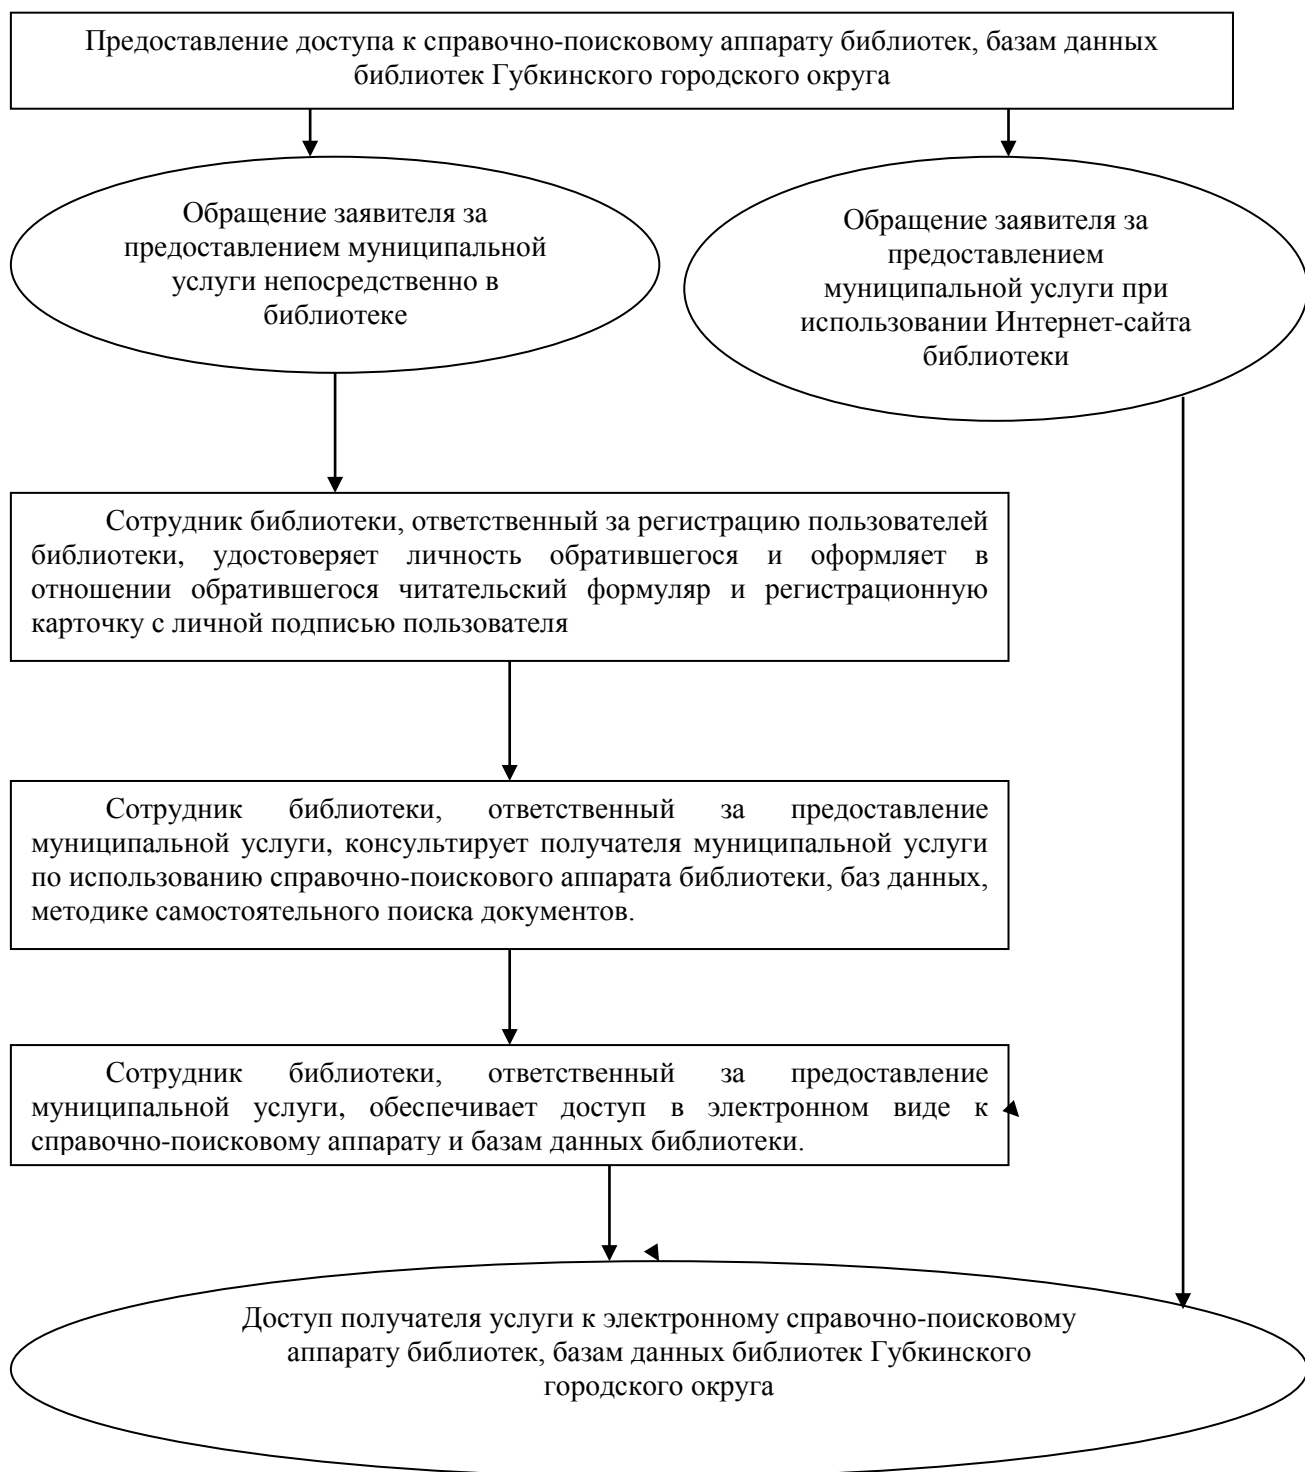 Предоставление доступа к справочно-поисковому аппарату библиотек, базам данных
библиотек Губкинского городского округа
Обращение заявителя за
предоставлением муниципальной
услуги непосредственно в
библиотеке
Обращение заявителя за
предоставлением
муниципальной услуги при
использовании Интернет-сайта
библиотеки
Сотрудник библиотеки, ответственный за регистрацию пользователей
библиотеки, удостоверяет личность обратившегося и оформляет в
отношении обратившегося читательский формуляр и регистрационную
карточку с личной подписью пользователя
Сотрудник библиотеки, ответственный за предоставление
муниципальной услуги, консультирует получателя муниципальной услуги
по использованию справочно-поискового аппарата библиотеки, баз данных,
методике самостоятельного поиска документов.
Сотрудник библиотеки, ответственный за предоставление
муниципальной услуги, обеспечивает доступ в электронном виде к
справочно-поисковому аппарату и базам данных библиотеки.
Доступ получателя услуги к электронному справочно-поисковому
аппарату библиотек, базам данных библиотек Губкинского
городского округа